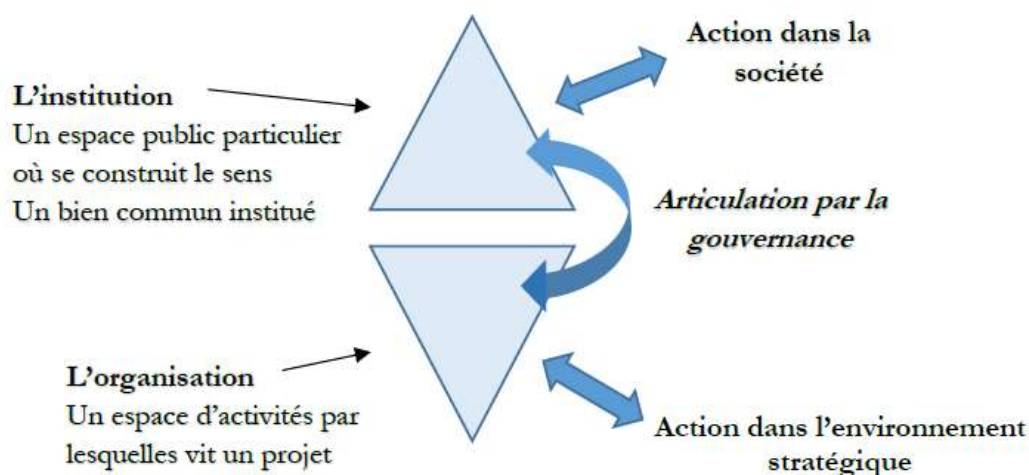 Action dans la
société
L'institution
Un espace public particulier
où se construit le sens
Un bien commun institué
Articulation par la
gouvernance
L'organisation
Un espace d'activités par
lesquelles vit un projet
Action dans l'environnement
stratégique